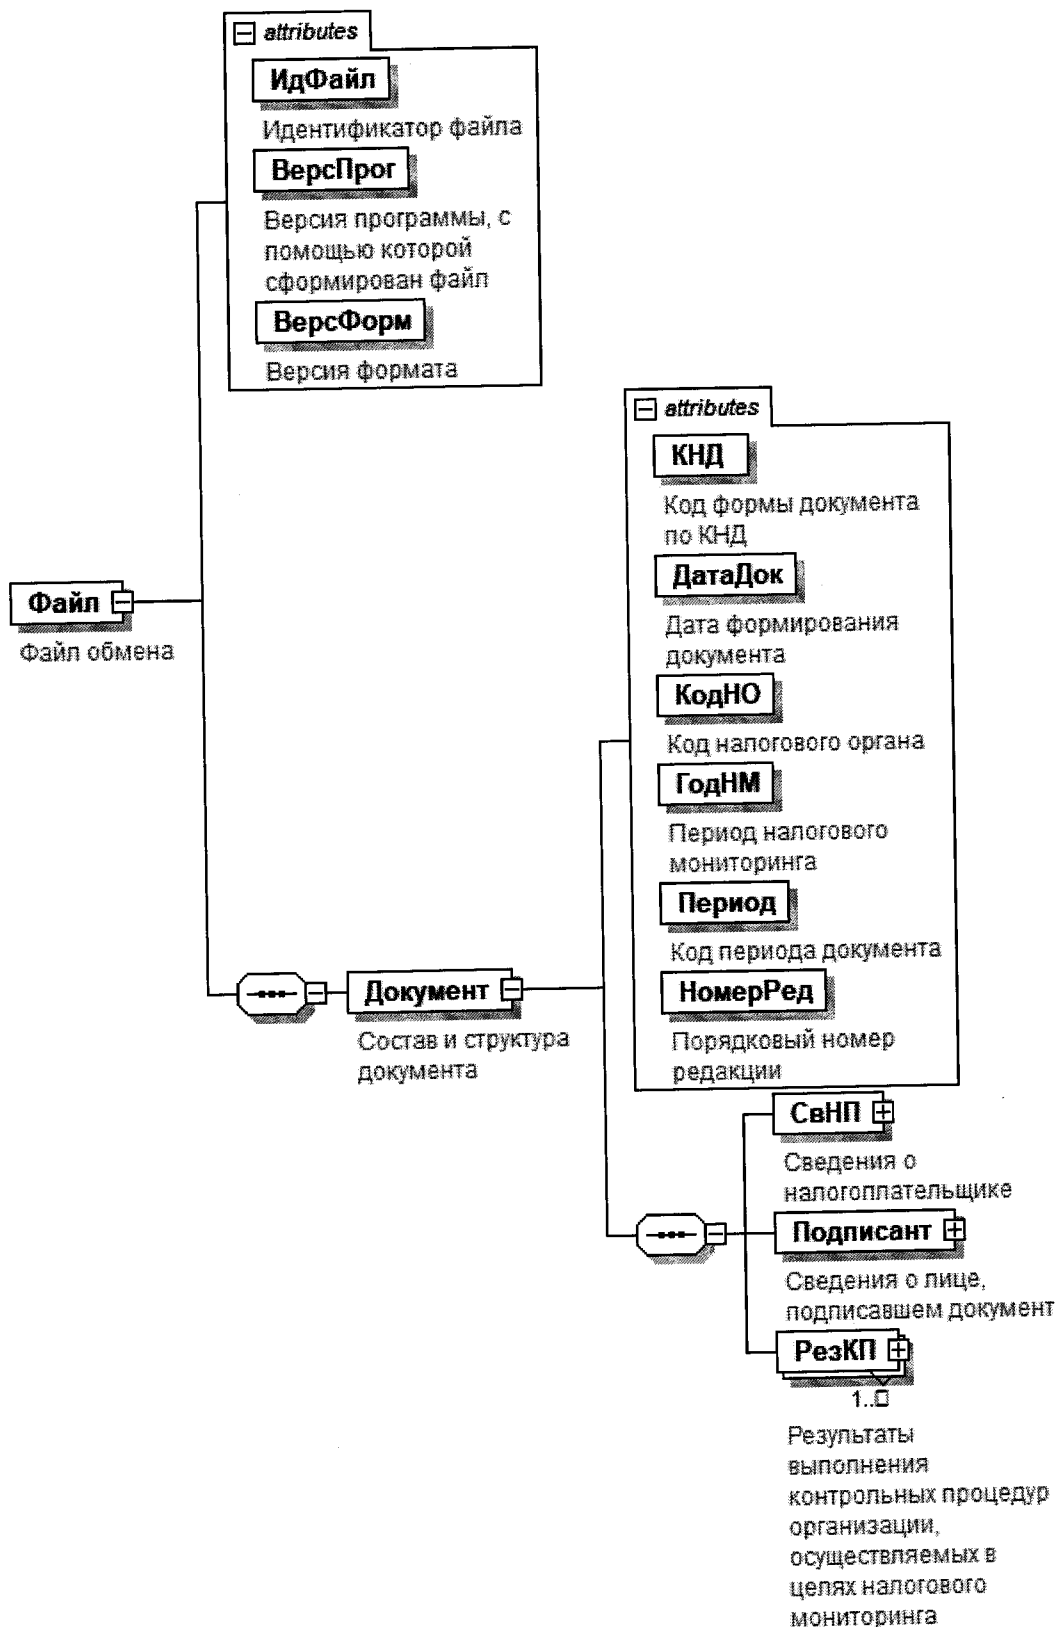 attributes
ИдФайл
Идентификатор файла
ВерсПрог
Версия программы, с
помощью которой
сформирован файл
ВерсФорм
Версия формата
Файл
Файл обмена
Документ
Состав и структура
документа
attributes
КНД
Код формы документа
по КНД
ДатаДок
Дата формирования
документа
КодНО
Код налогового органа
ГодНМ
Период налогового
мониторинга
Период
Код периода документа
НомерРед
Порядковый номер
редакции
СвНП
Сведения о
налогоплательщике
Подписант
Сведения о лице,
подписавшем документ
РезКП
1..□
Результаты
выполнения
контрольных процедур
организации,
осуществляемых в
целях налогового
мониторинга